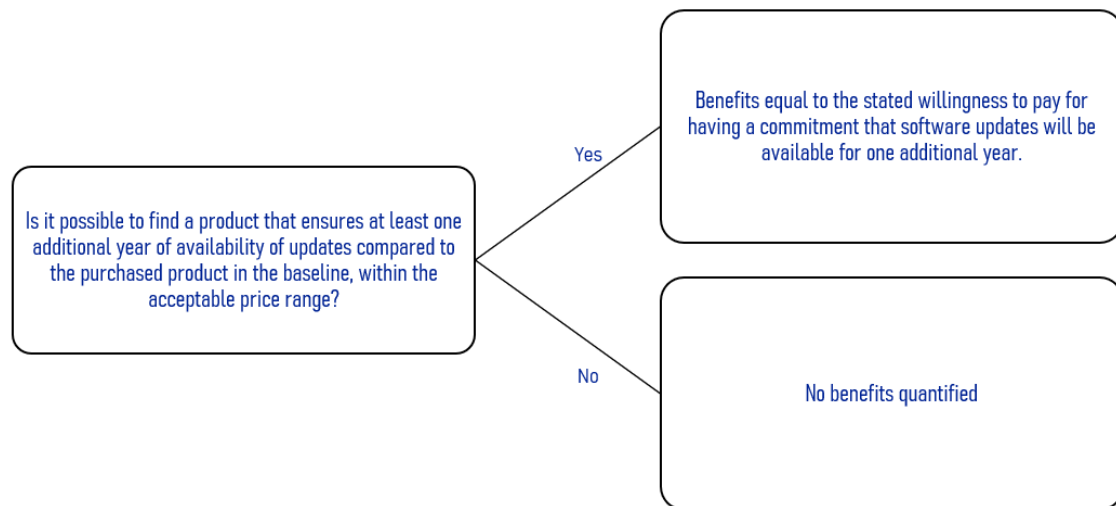 Is it possible to find a product that ensures at least one
additional year of availability of updates compared to
the purchased product in the baseline, within the
acceptable price range?
Yes
Benefits equal to the stated willingness to pay for
having a commitment that software updates will be
available for one additional year.
No
No benefits quantified